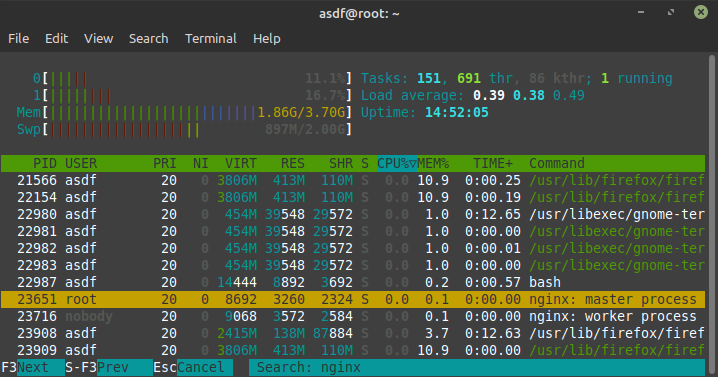 asdf@root: ~
File Edit View Search Terminal Help
0[||||| 11.1%] Tasks: 151, 691 thr, 86 kthr; 1 running
1[|||||||| 16.7%] Load average: 0.39 0.38 0.49
Mem[||||||||||||||||||||||||||||||1.86G/3.70G] Uptime: 14:52:05
Swp[|||||||||||||||||||||| 897M/2.00G]
PID USER PRI NI VIRT RES SHR S CPU%▽MEM% TIME+ Command
21566 asdf 20 0 3806M 413M 110M S 0.0 10.9 0:00.25 /usr/lib/firefox/firef
22154 asdf 20 0 3806M 413M 110M S 0.0 10.9 0:00.19 /usr/lib/firefox/firef
22980 asdf 20 0 454M 39548 29572 S 0.0 1.0 0:12.65 /usr/libexec/gnome-ter
22981 asdf 20 0 454M 39548 29572 S 0.0 1.0 0:00.00 /usr/libexec/gnome-ter
22982 asdf 20 0 454M 39548 29572 S 0.0 1.0 0:00.01 /usr/libexec/gnome-ter
22983 asdf 20 0 454M 39548 29572 S 0.0 1.0 0:00.00 /usr/libexec/gnome-ter
22987 asdf 20 0 14444 8892 3692 S 0.0 0.2 0:00.57 bash
23651 root 20 0 8692 3260 2324 S 0.0 0.1 0:00.00 nginx: master process
23716 nobody 20 0 9068 3572 2584 S 0.0 0.1 0:00.00 nginx: worker process
23908 asdf 20 0 2415M 138M 87884 S 0.0 3.7 0:12.63 /usr/lib/firefox/firef
23909 asdf 20 0 3806M 413M 110M S 0.0 10.9 0:00.00 /usr/lib/firefox/firef
F3Next S-F3Prev EscCancel Search: nginx